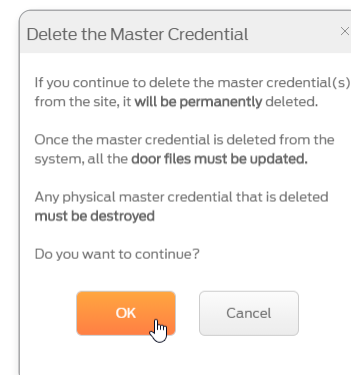 Delete the Master Credential
If you continue to delete the master credential(s)
from the site, it will be permanently deleted.
Once the master credential is deleted from the
system, all the door files must be updated.
Any physical master credential that is deleted
must be destroyed
Do you want to continue?
OK
Cancel